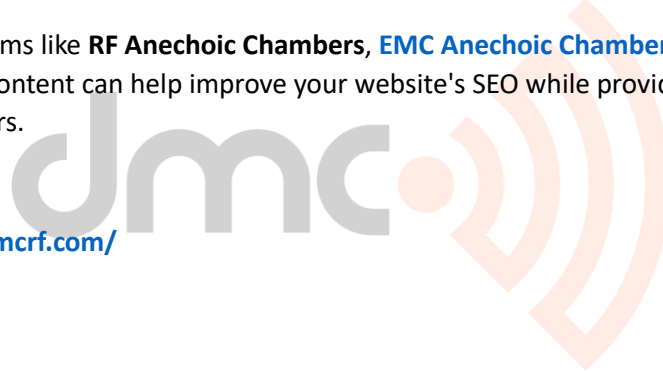 ms like RF Anechoic Chambers, EMC Anechoic Chamber
ontent can help improve your website's SEO while provid
rs.
dmc
mcrf.com/